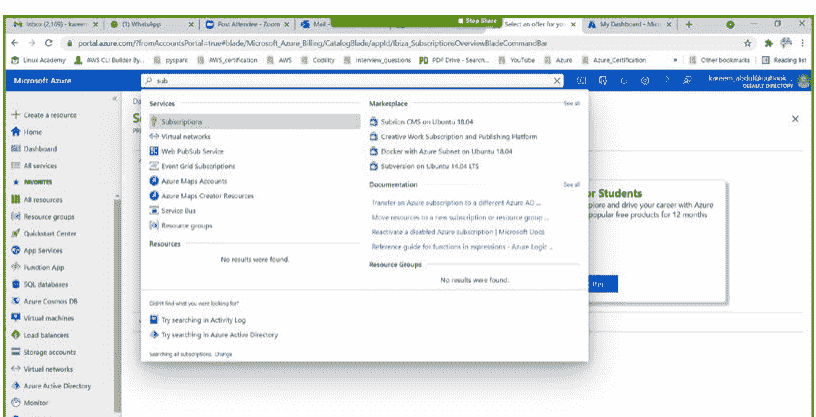 Inbox (2,169) - kareem
(1) WhatsApp
Post Attendee - Zoom
Mail -
Stop Share
Select an offer for you
My Dashboard - Micr
portal.azure.com/?fromAccountsPortal=true#blade/Microsoft_Azure_Billing/CatalogBlade/appId/Ibiza_SubscriptionsOverviewBladeCommandBar
Linux Academy
AWS CLI Builder By..
pyspark
AWS_certification
AWS
Codility
interview_questions
PDF Drive - Search...
YouTube
Azure
Azure_Certification
»
Other bookmarks
Reading list
Microsoft Azure
sub
DEFAULT DIRECTORY
Create a resource
Home
Dashboard
All services
FAVORITES
All resources
Resource groups
Quickstart Center
App Services
Function App
SQL databases
Azure Cosmos DB
Virtual machines
Load balancers
Storage accounts
Virtual networks
Azure Active Directory
Monitor
Services
Subscriptions
Virtual networks
Web PubSub Service
Event Grid Subscriptions
Azure Maps Accounts
Azure Maps Creator Resources
Service Bus
Resource groups
Resources
No results were found.
Marketplace
See all
Subrion CMS on Ubuntu 18.04
Creative Work Subscription and Publishing Platform
Docker with Azure Subnet on Ubuntu 18.04
Subversion on Ubuntu 14.04 LTS
Documentation
See all
Transfer an Azure subscription to a different Azure AD ...
Move resources to a new subscription or resource group ...
Reactivate a disabled Azure subscription | Microsoft Docs
Reference guide for functions in expressions - Azure Logic ...
Resource Groups
No results were found.
Didn't find what you were looking for?
Try searching in Activity Log
Try searching in Azure Active Directory
Searching all subscriptions. Change
or Students
plore and drive your career with Azure
popular free products for 12 months